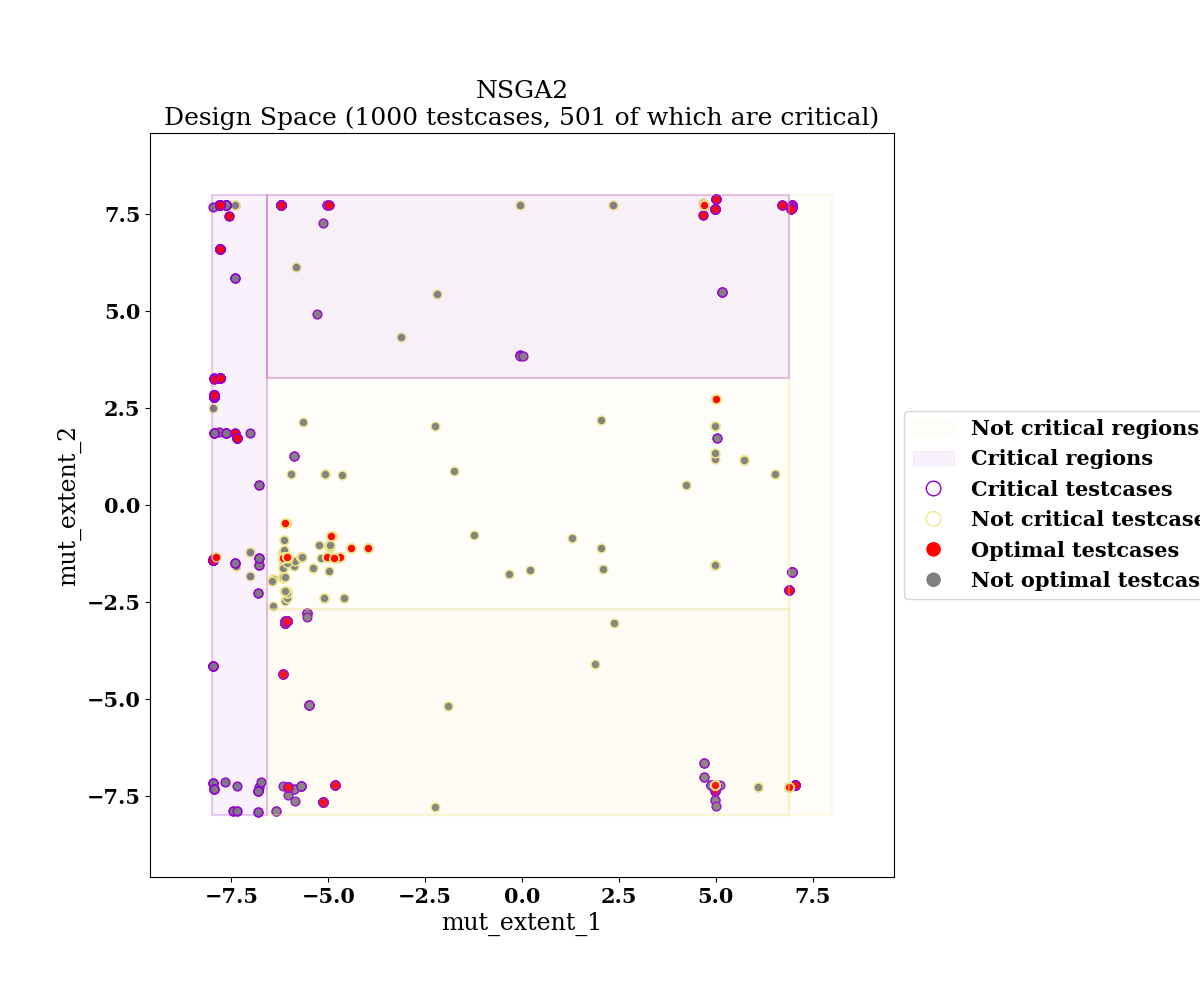 NSGA2
Design Space (1000 testcases, 501 of which are critical)
7.5
5.0
2.5
0.0
−2.5
−5.0
−7.5
mut_extent_2
−7.5 −5.0 −2.5 0.0 2.5 5.0 7.5
mut_extent_1
Not critical regions
Critical regions
Critical testcases
Not critical testcase
Optimal testcases
Not optimal testcas